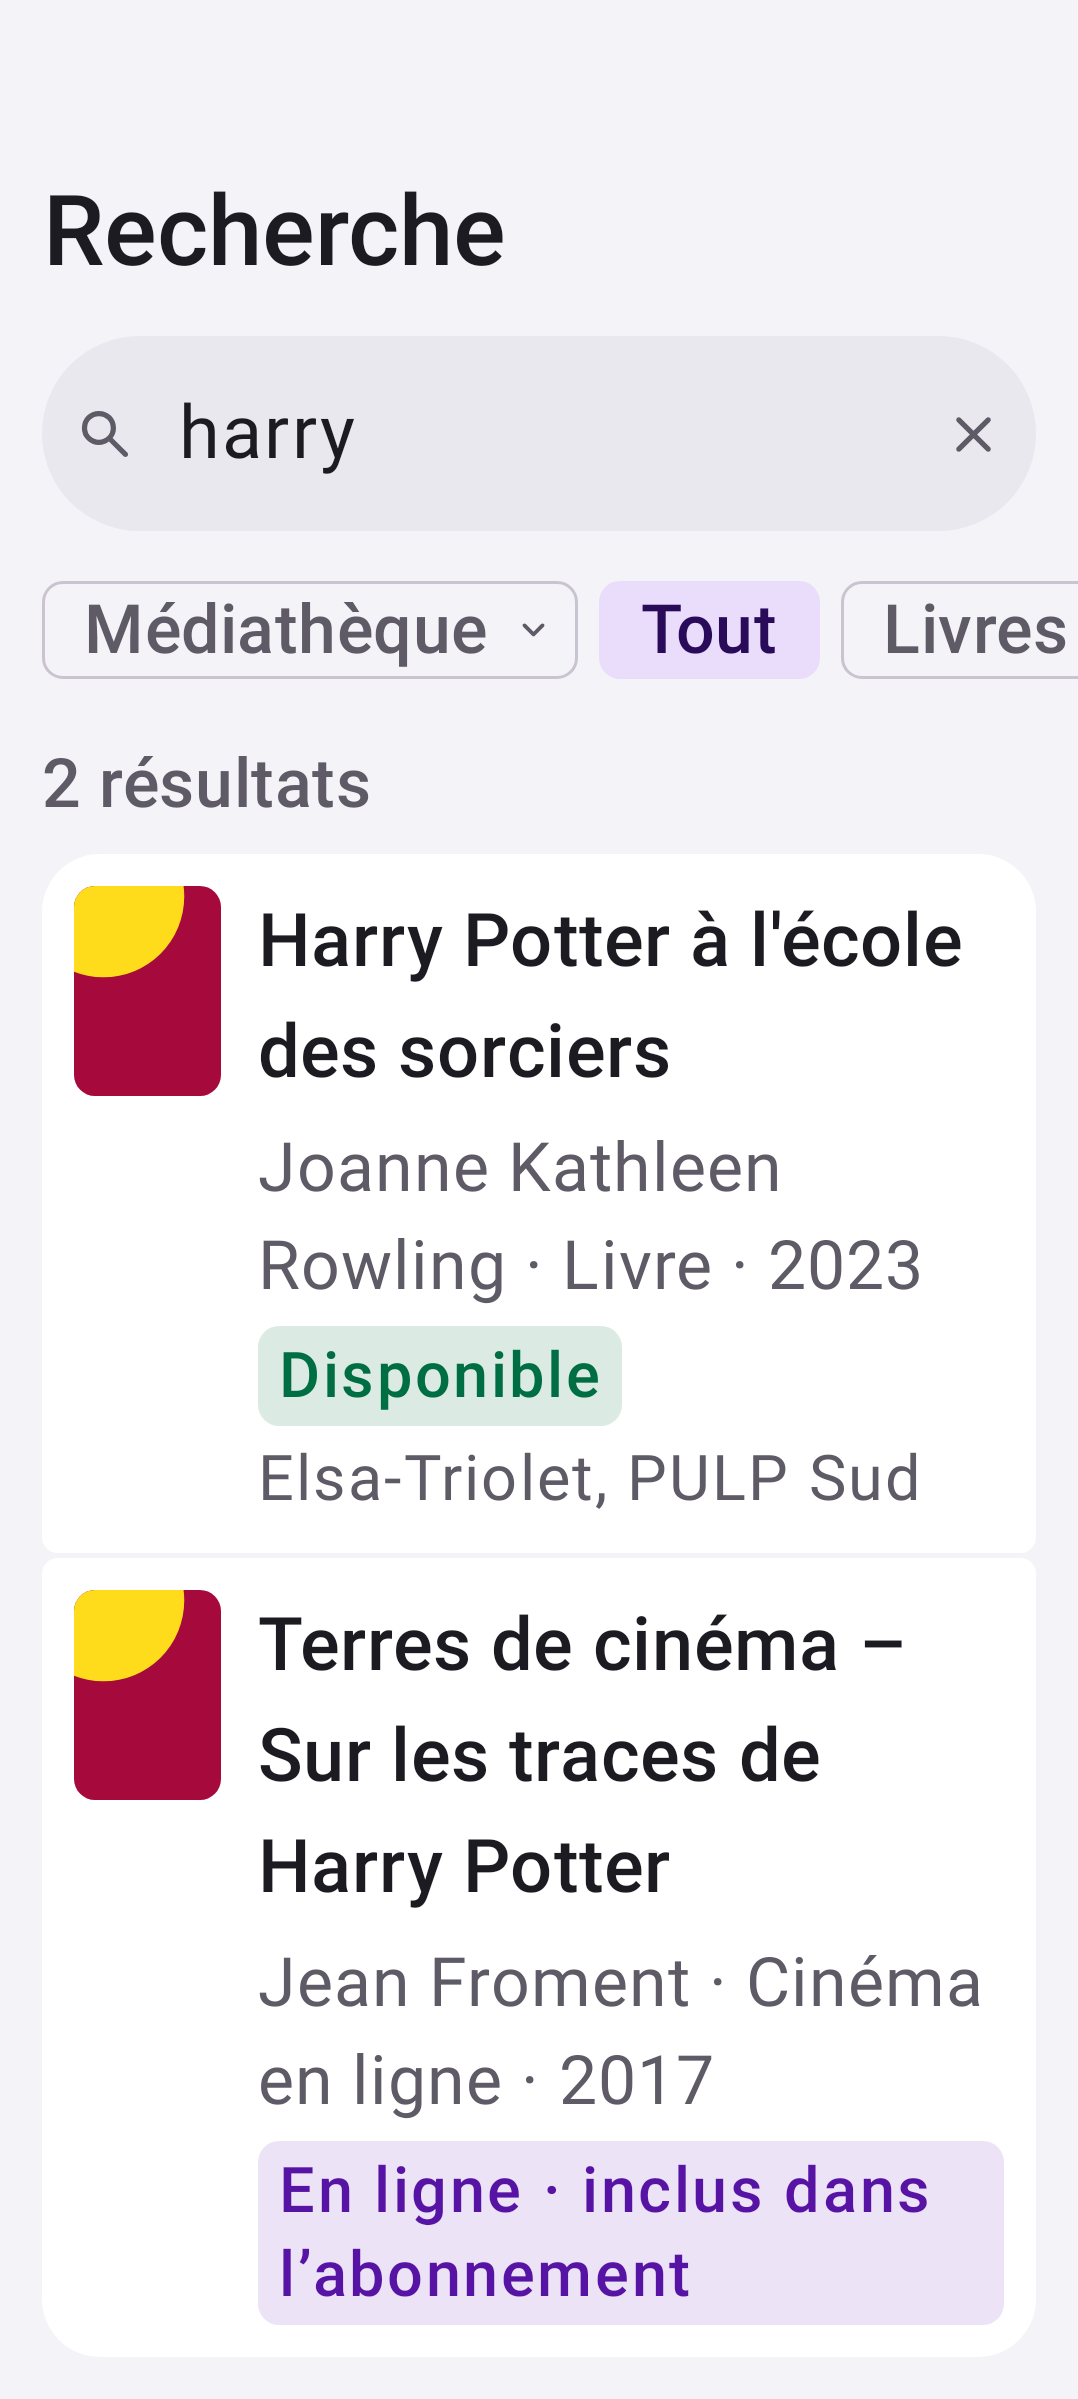 Recherche
harry
Médiathèque
Tout
Livres
2 résultats
Harry Potter à l'école
des sorciers
Joanne Kathleen
Rowling · Livre · 2023
Disponible
Elsa-Triolet, PULP Sud
Terres de cinéma –
Sur les traces de
Harry Potter
Jean Froment · Cinéma
en ligne · 2017
En ligne · inclus dans
l’abonnement